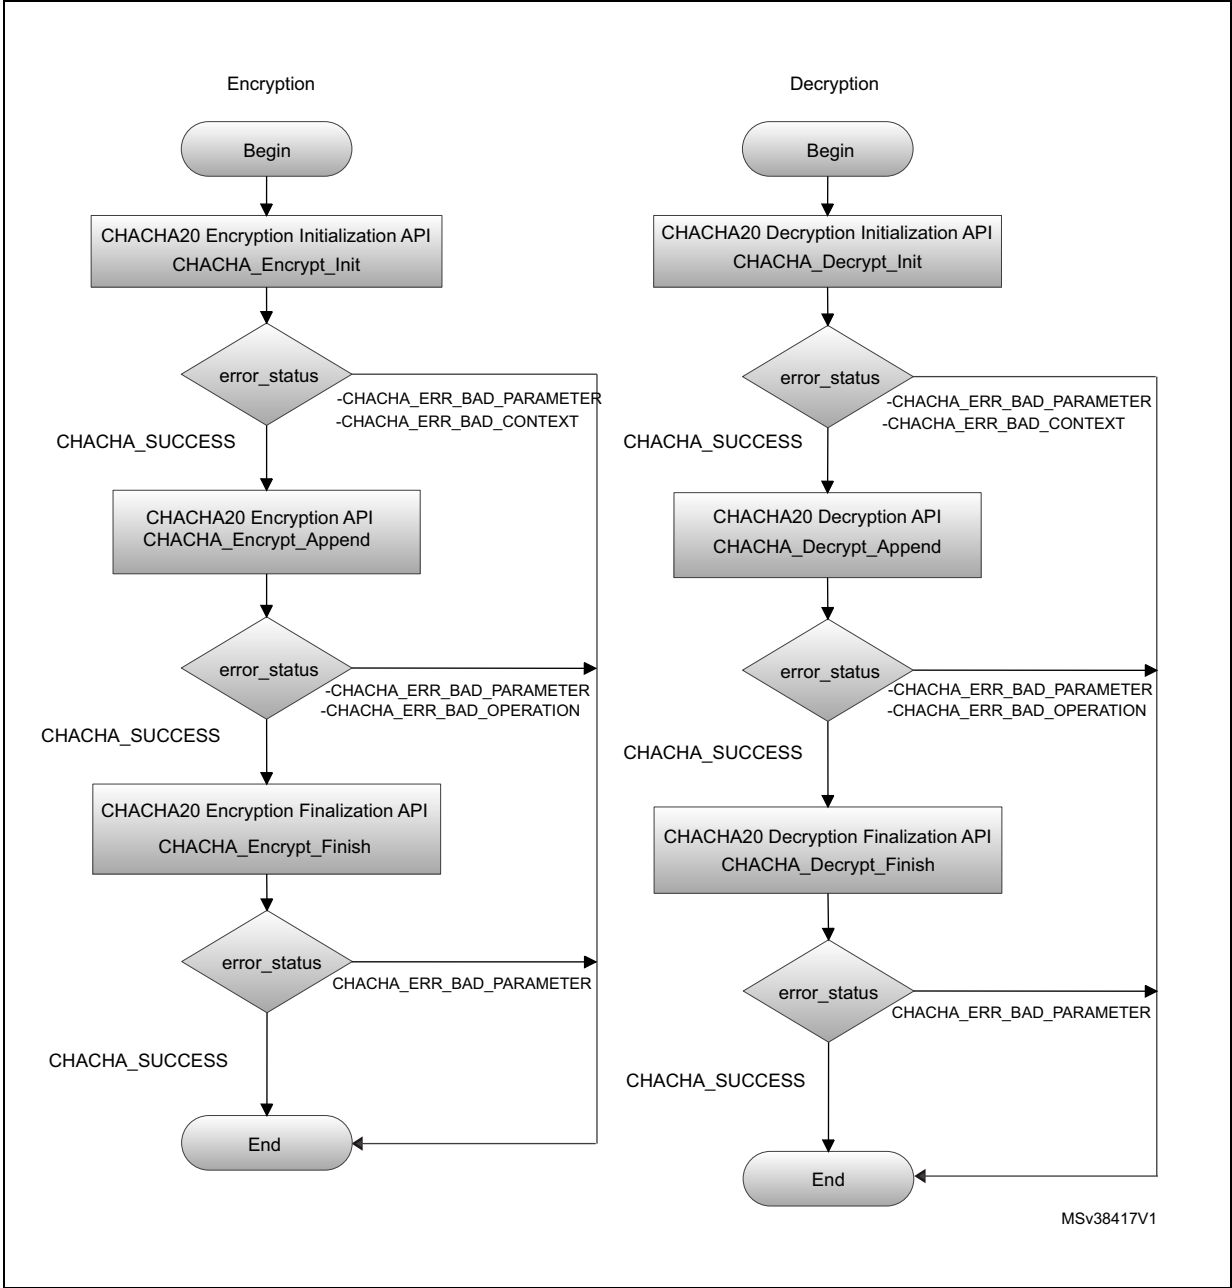 Encryption
Begin
CHACHA20 Encryption Initialization API
CHACHA_Encrypt_Init
error_status
-CHACHA_ERR_BAD_PARAMETER
-CHACHA_ERR_BAD_CONTEXT
CHACHA_SUCCESS
CHACHA20 Encryption API
CHACHA_Encrypt_Append
error_status
-CHACHA_ERR_BAD_PARAMETER
-CHACHA_ERR_BAD_OPERATION
CHACHA_SUCCESS
CHACHA20 Encryption Finalization API
CHACHA_Encrypt_Finish
error_status
CHACHA_ERR_BAD_PARAMETER
CHACHA_SUCCESS
End
Decryption
Begin
CHACHA20 Decryption Initialization API
CHACHA_Decrypt_Init
error_status
-CHACHA_ERR_BAD_PARAMETER
-CHACHA_ERR_BAD_CONTEXT
CHACHA_SUCCESS
CHACHA20 Decryption API
CHACHA_Decrypt_Append
error_status
-CHACHA_ERR_BAD_PARAMETER
-CHACHA_ERR_BAD_OPERATION
CHACHA_SUCCESS
CHACHA20 Decryption Finalization API
CHACHA_Decrypt_Finish
error_status
CHACHA_ERR_BAD_PARAMETER
CHACHA_SUCCESS
End
MSv38417V1